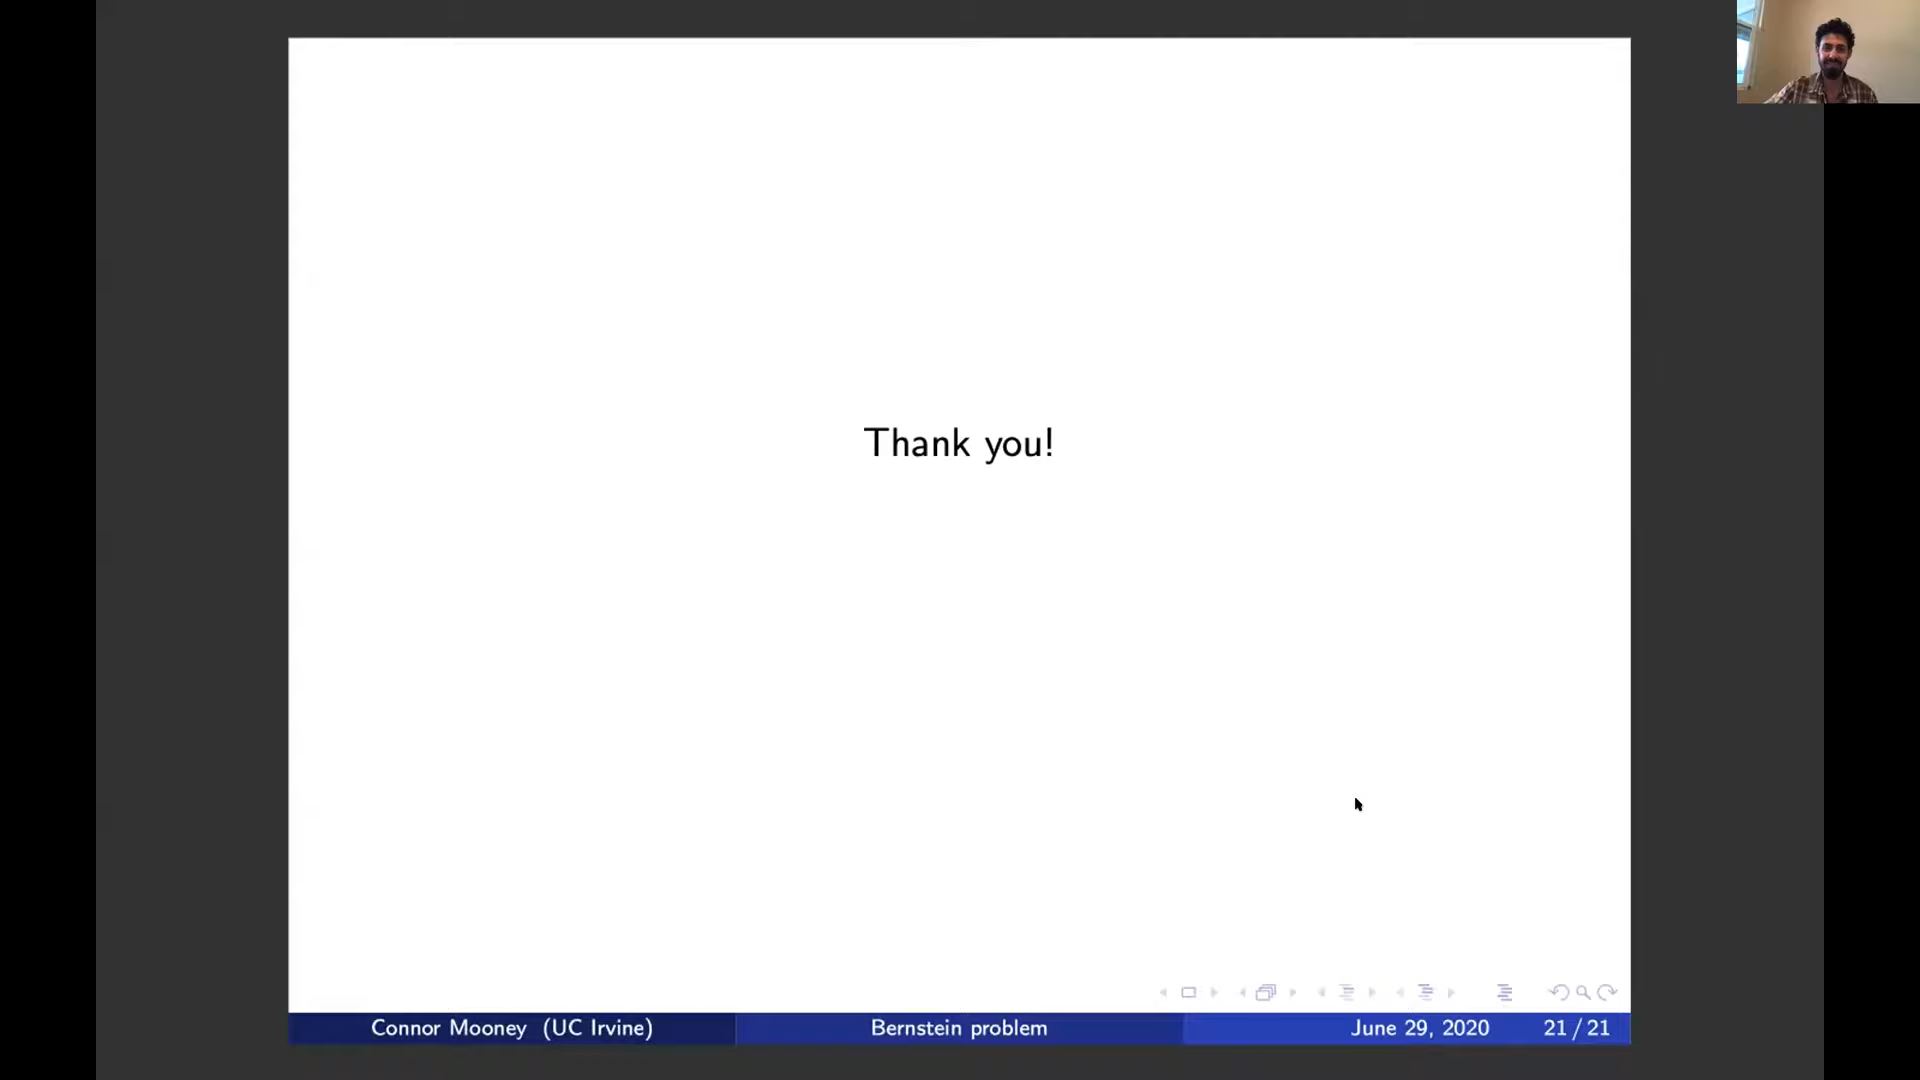 Thank you!
Connor Mooney (UC Irvine)
Bernstein problem
June 29, 2020
21 / 21